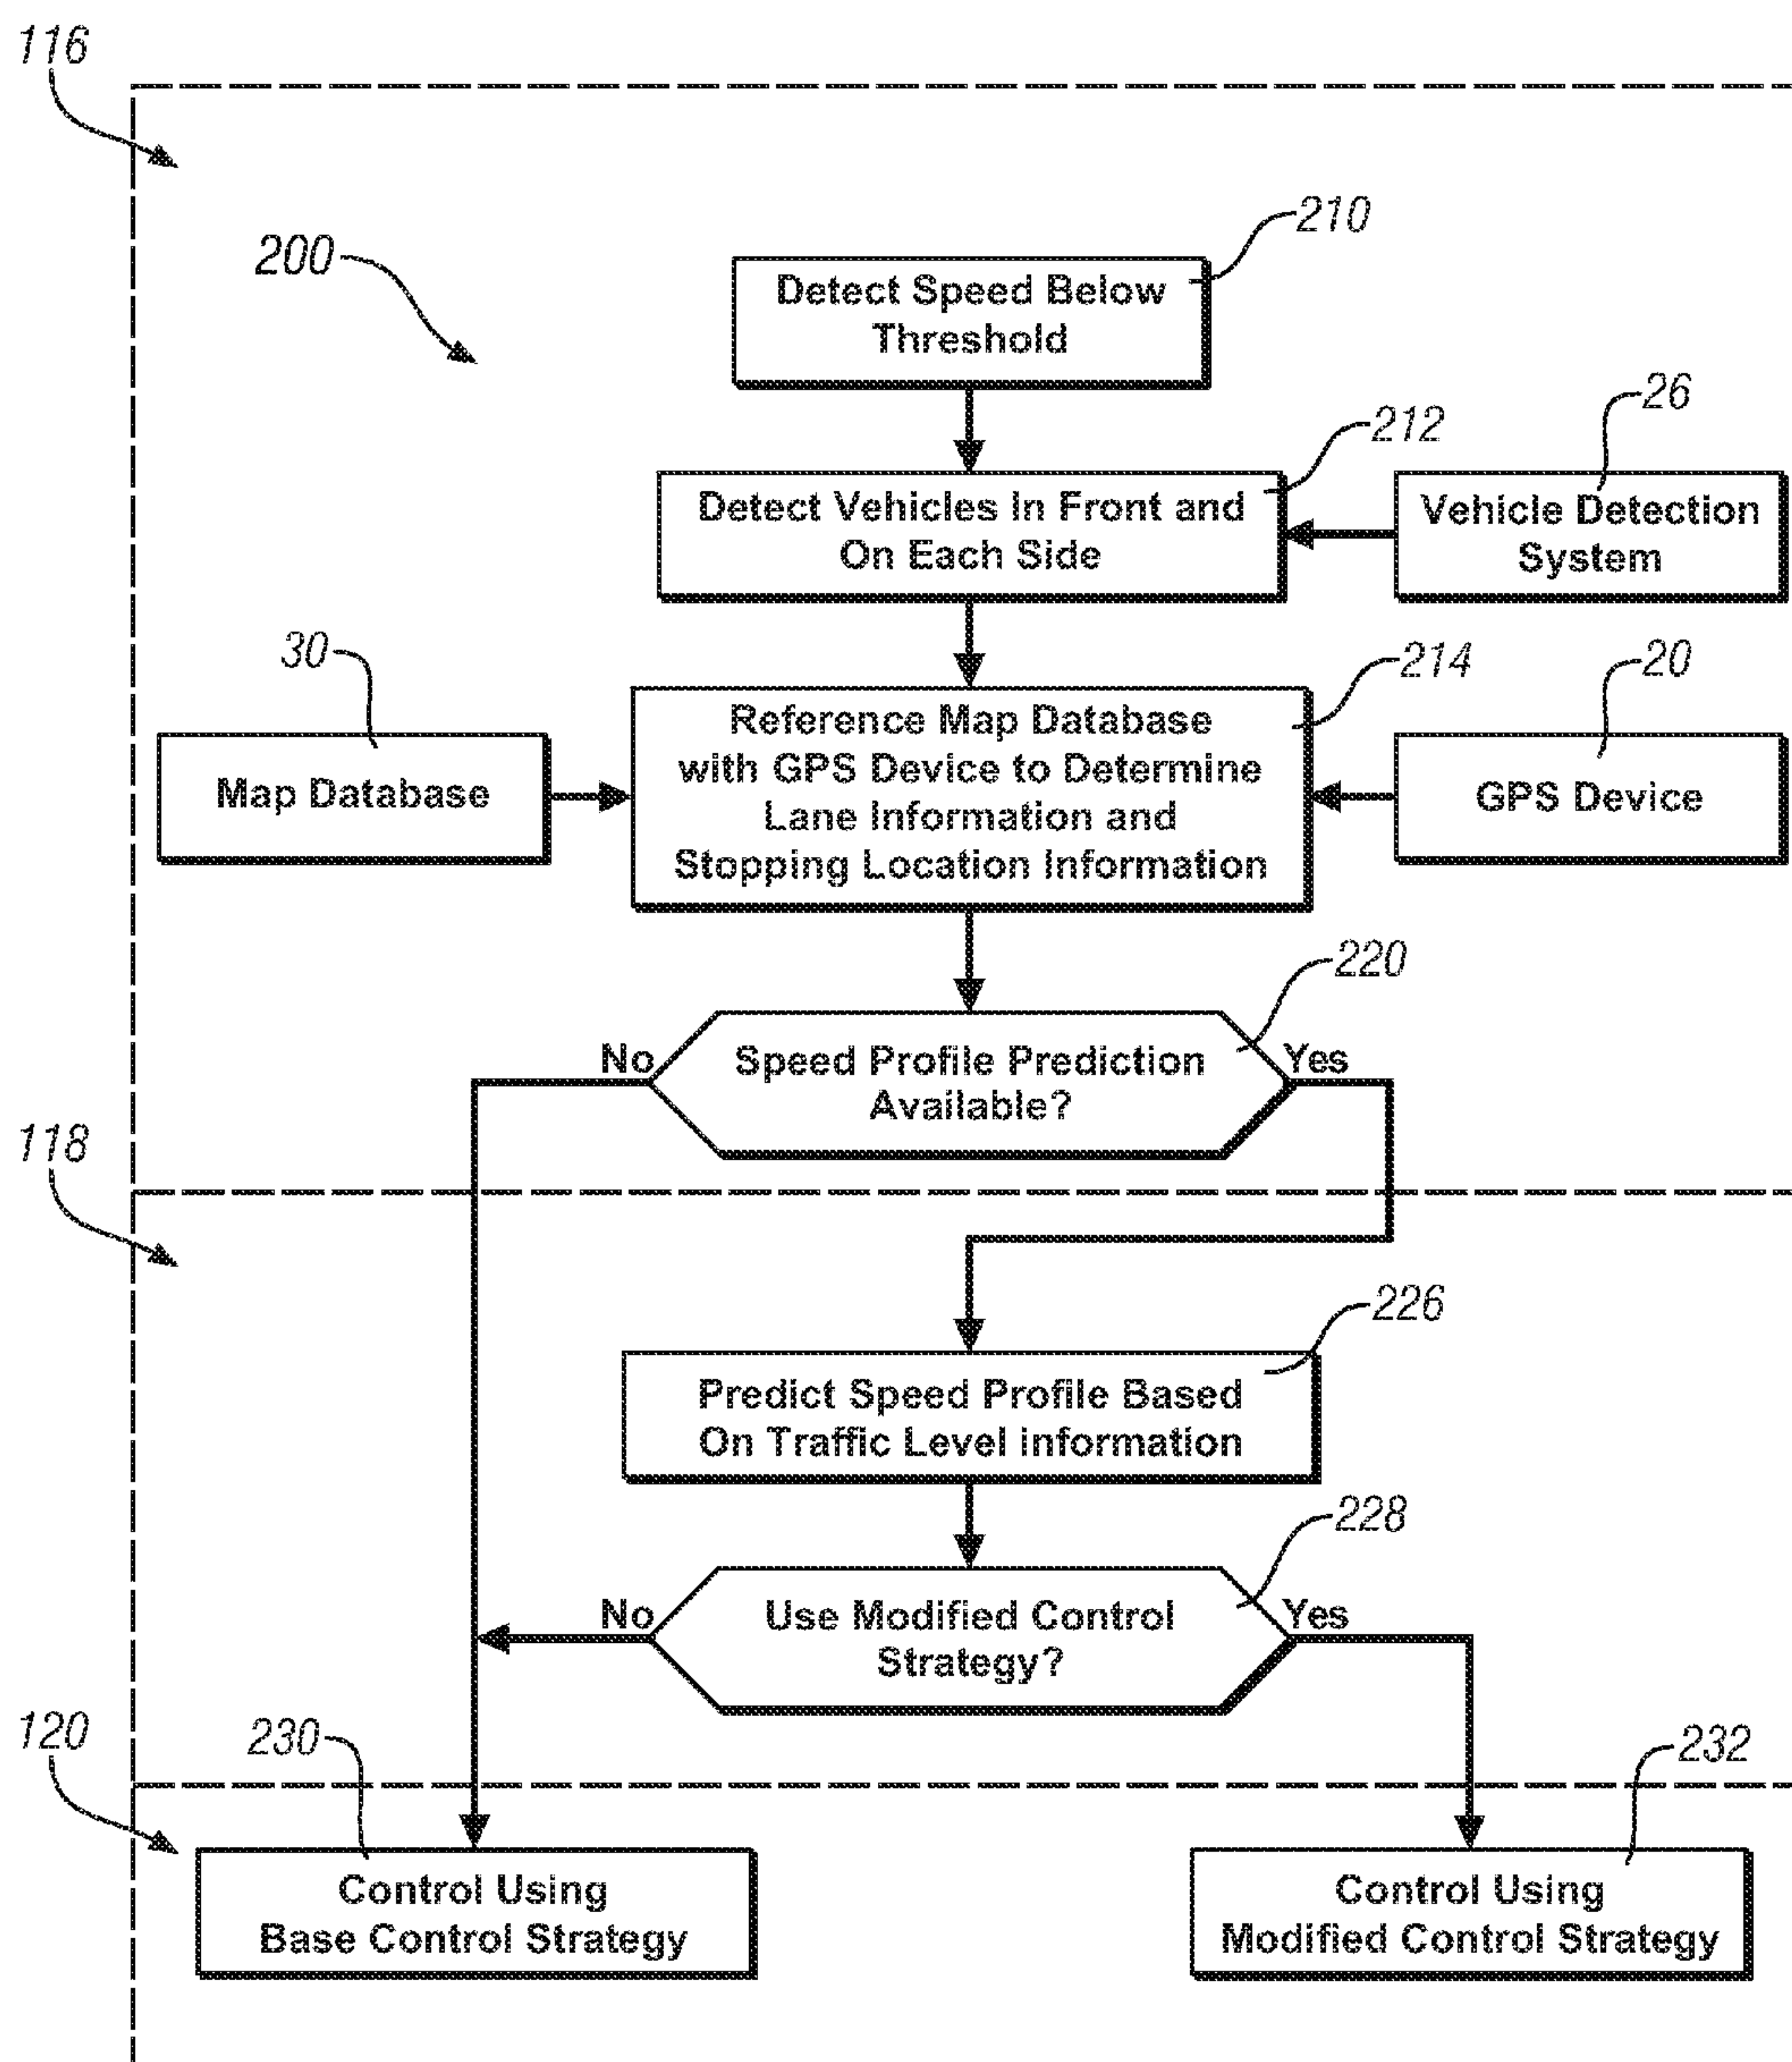 116
200
210
Detect Speed Below
Threshold
212
26
Detect Vehicles In Front and
On Each Side
Vehicle Detection
System
30
214
20
Map Database
Reference Map Database
with GPS Device to Determine
Lane Information and
Stopping Location Information
GPS Device
220
No
Speed Profile Prediction
Available?
Yes
118
226
Predict Speed Profile Based
On Traffic Level information
228
No
Use Modified Control
Strategy?
Yes
120
230
232
Control Using
Base Control Strategy
Control Using
Modified Control Strategy